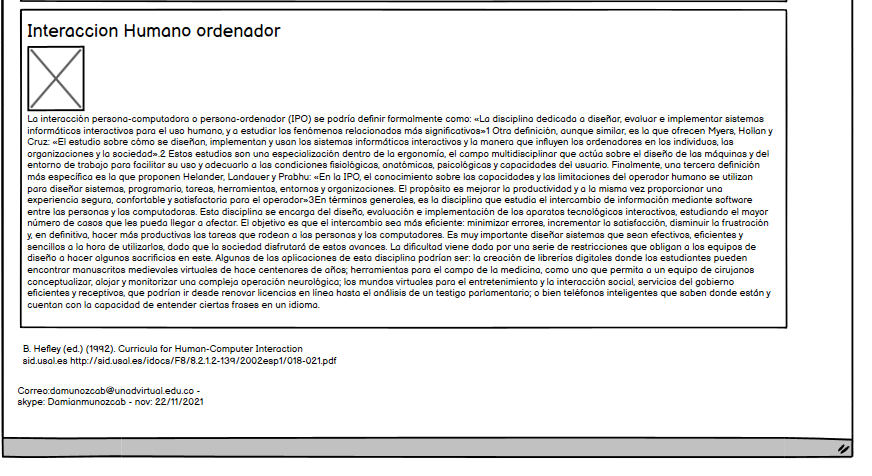 Interaccion Humano ordenador
La interacción persona-computadora o persona-ordenador (IPO) se podría definir formalmente como: «La disciplina dedicada a diseñar, evaluar e implementar sistemas
informáticos interactivos para el uso humano, y a estudiar los fenómenos relacionados más significativos»1 Otra definición, aunque similar, es la que ofrecen Myers, Hollan y
Cruz: «El estudio sobre cómo se diseñan, implementan y usan los sistemas informáticos interactivos y la manera que influyen los ordenadores en los individuos, las
organizaciones y la sociedad».2 Estos estudios son una especialización dentro de la ergonomía, el campo multidisciplinar que actúa sobre el diseño de las máquinas y del
entorno de trabajo para facilitar su uso y adecuarlo a las condiciones fisiológicas, anatómicas, psicológicas y capacidades del usuario. Finalmente, una tercera definición
más específica es la que proponen Helander, Landauer y Prabhu: «En la IPO, el conocimiento sobre las capacidades y las limitaciones del operador humano se utilizan
para diseñar sistemas, programario, tareas, herramientas, entornos y organizaciones. El propósito es mejorar la productividad y a la misma vez proporcionar una
experiencia segura, confortable y satisfactoria para el operador»3En términos generales, es la disciplina que estudia el intercambio de información mediante software
entre las personas y las computadoras. Esta disciplina se encarga del diseño, evaluación e implementación de los aparatos tecnológicos interactivos, estudiando el mayor
número de casos que les pueda llegar a afectar. El objetivo es que el intercambio sea más eficiente: minimizar errores, incrementar la satisfacción, disminuir la frustración
y, en definitiva, hacer más productivas las tareas que rodean a las personas y los computadores. Es muy importante diseñar sistemas que sean efectivos, eficientes y
sencillos a la hora de utilizarlos, dado que la sociedad disfrutará de estos avances. La dificultad viene dada por una serie de restricciones que obligan a los equipos de
diseño a hacer algunos sacrificios en este. Algunas de las aplicaciones de esta disciplina podrían ser: la creación de librerías digitales donde los estudiantes pueden
encontrar manuscritos medievales virtuales de hace centenares de años; herramientas para el campo de la medicina, como uno que permita a un equipo de cirujanos
conceptualizar, alojar y monitorizar una compleja operación neurológica; los mundos virtuales para el entretenimiento y la interacción social, servicios del gobierno
eficientes y receptivos, que podrían ir desde renovar licencias en línea hasta el análisis de un testigo parlamentario; o bien teléfonos inteligentes que saben donde están y
cuentan con la capacidad de entender ciertas frases en un idioma.
B. Hefley (ed.) (1992). Curricula for Human-Computer Interaction
sid.usal.es http://sid.usal.es/idocs/F8/8.2.1.2-139/2002esp1/018-021.pdf
Correo:damunozcab@unadvirtual.edu.co -
skype: Damianmunozcab - nov: 22/11/2021